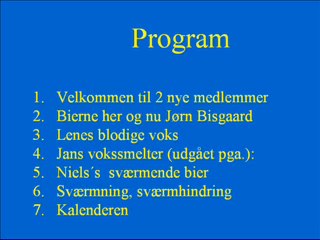 Program
1. Velkommen til 2 nye medlemmer
2. Bierne her og nu Jørn Bisgaard
3. Lenes blodige voks
4. Jans vokssmelter (udgået pga.):
5. Niels´s sværmende bier
6. Sværmning, sværmhindring
7. Kalenderen